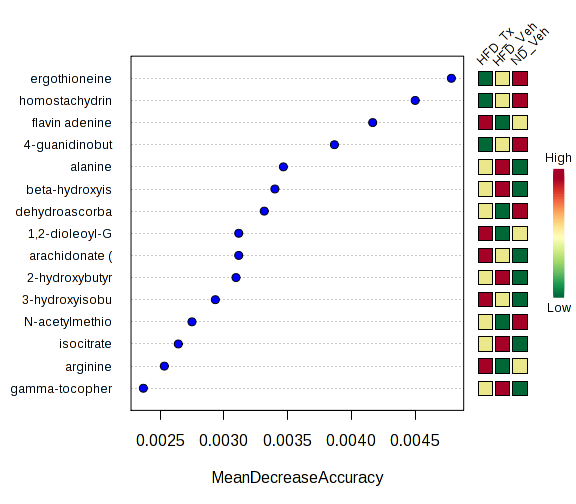 HFD_Tx
HFD_Veh
ND_Veh
ergothioneine
homostachydrin
flavin adenine
4-guanidinobut
alanine
beta-hydroxyis
dehydroascorba
1,2-dioleoyl-G
arachidonate (
2-hydroxybutyr
3-hydroxyisobu
N-acetylmethio
isocitrate
arginine
gamma-tocopher
High
Low
0.0025 0.0030 0.0035 0.0040 0.0045
MeanDecreaseAccuracy